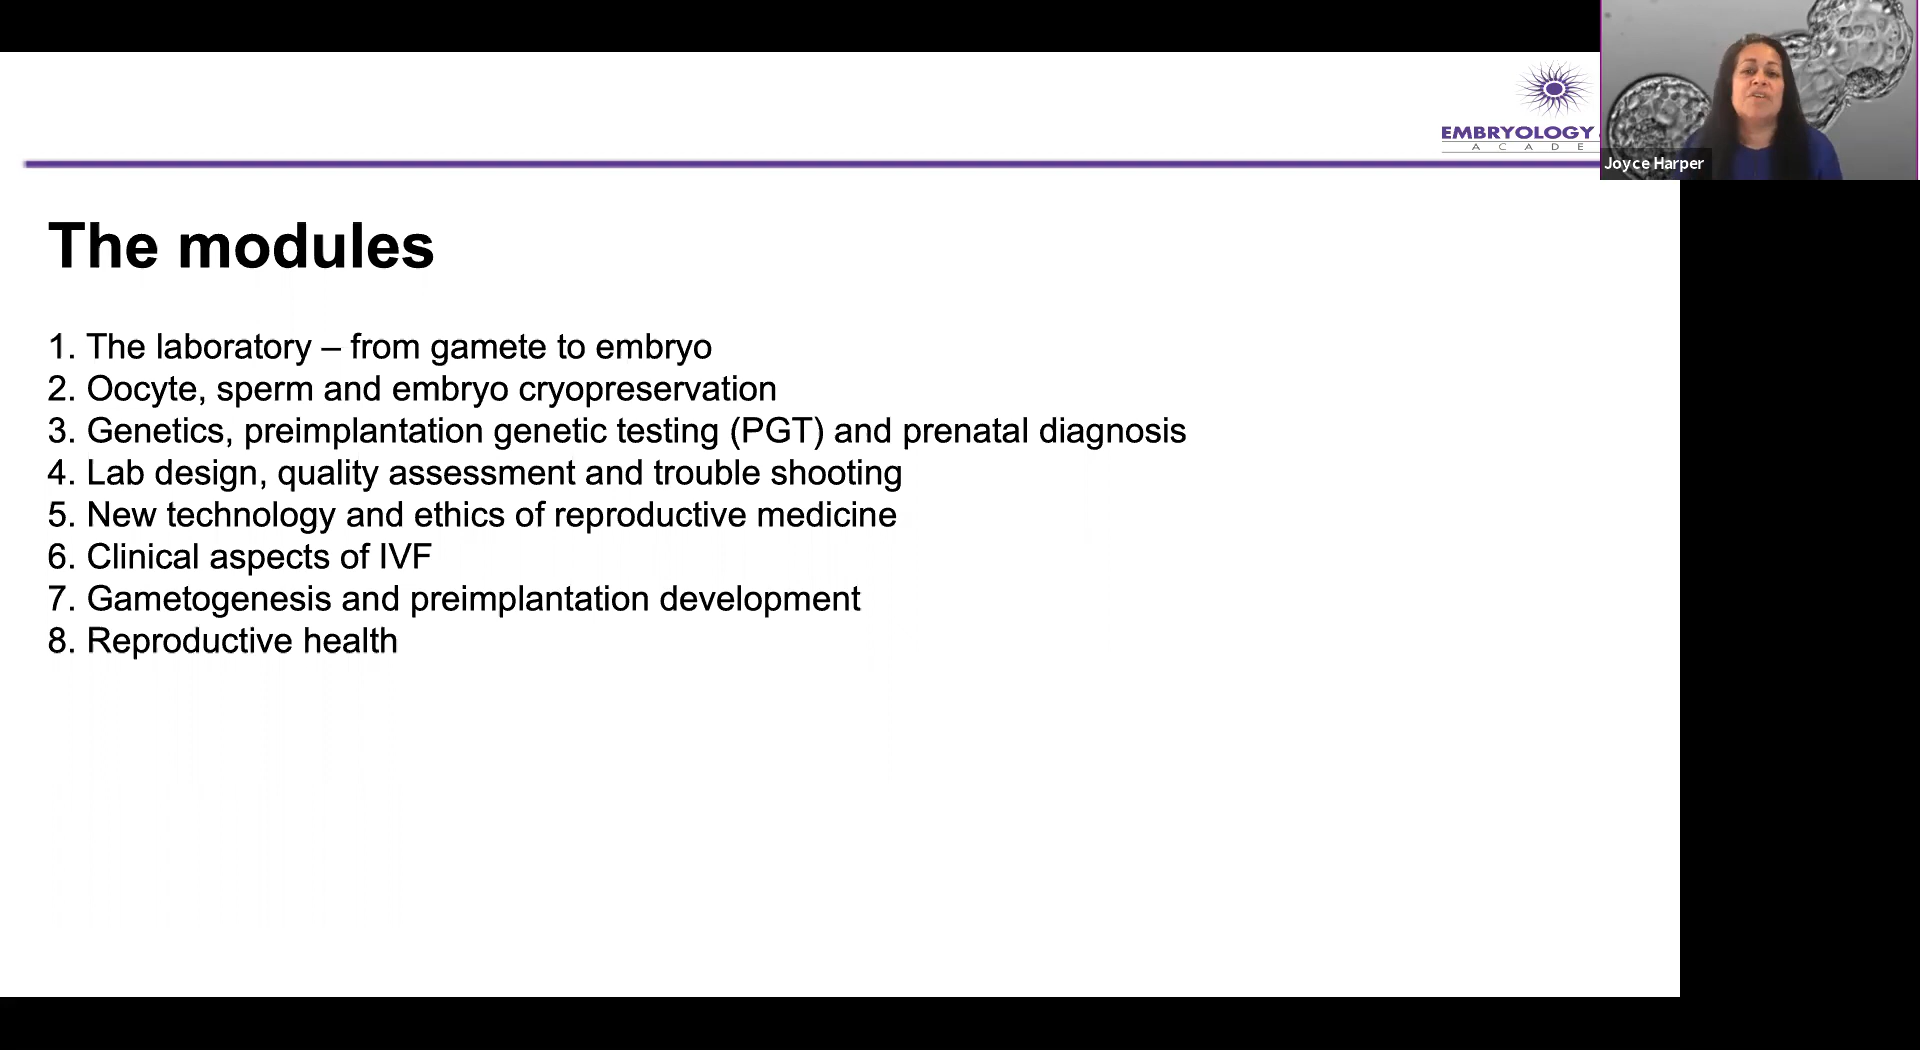 EMBRYOLOGY
ACADE
Joyce Harper
The modules
1. The laboratory – from gamete to embryo
2. Oocyte, sperm and embryo cryopreservation
3. Genetics, preimplantation genetic testing (PGT) and prenatal diagnosis
4. Lab design, quality assessment and trouble shooting
5. New technology and ethics of reproductive medicine
6. Clinical aspects of IVF
7. Gametogenesis and preimplantation development
8. Reproductive health